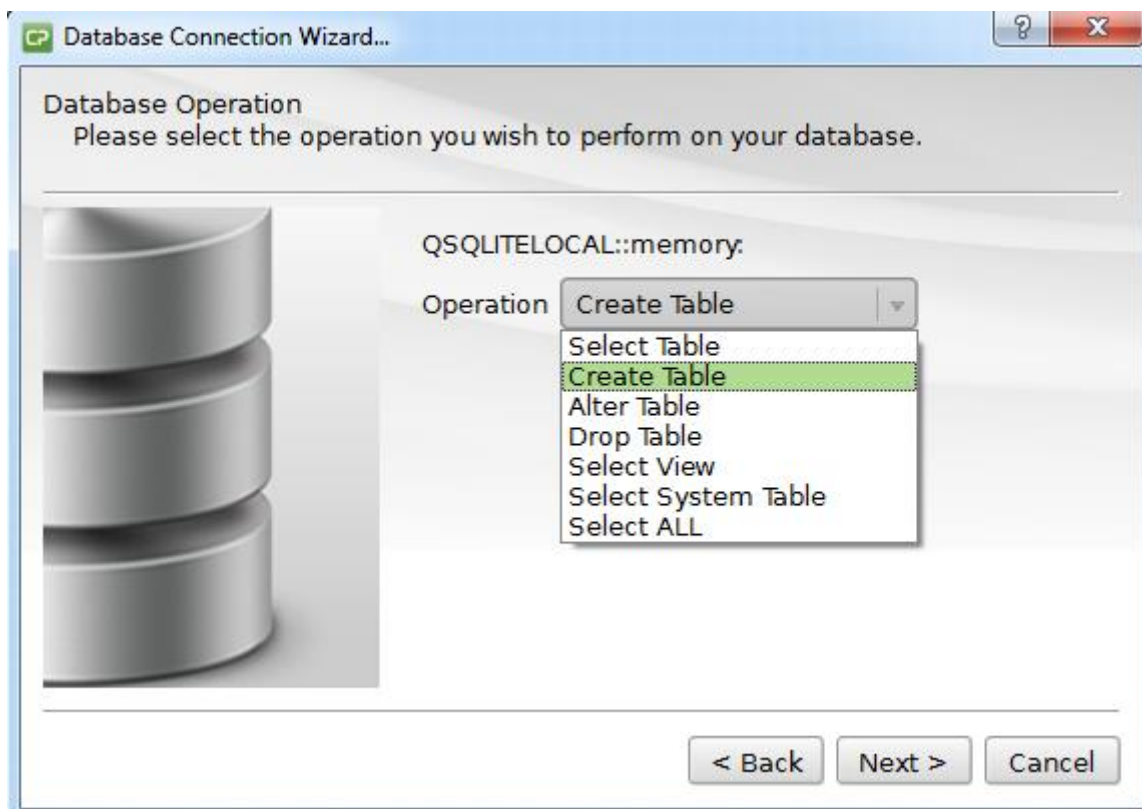 CP Database Connection Wizard...
? X
Database Operation
Please select the operation you wish to perform on your database.
QSQLITELOCAL::memory:
Operation Create Table
Select Table
Create Table
Alter Table
Drop Table
Select View
Select System Table
Select ALL
< Back Next > Cancel